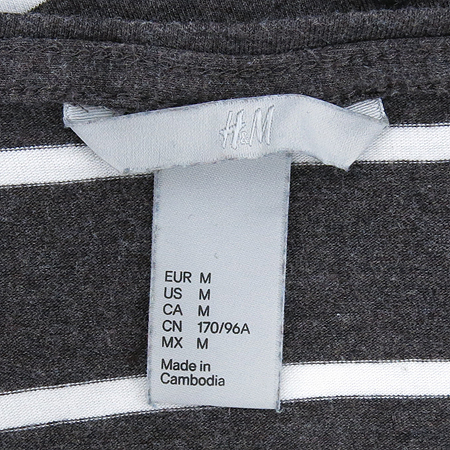 H&M
EUR M
US M
CA M
CN 170/96A
MX M
Made in
Cambodia